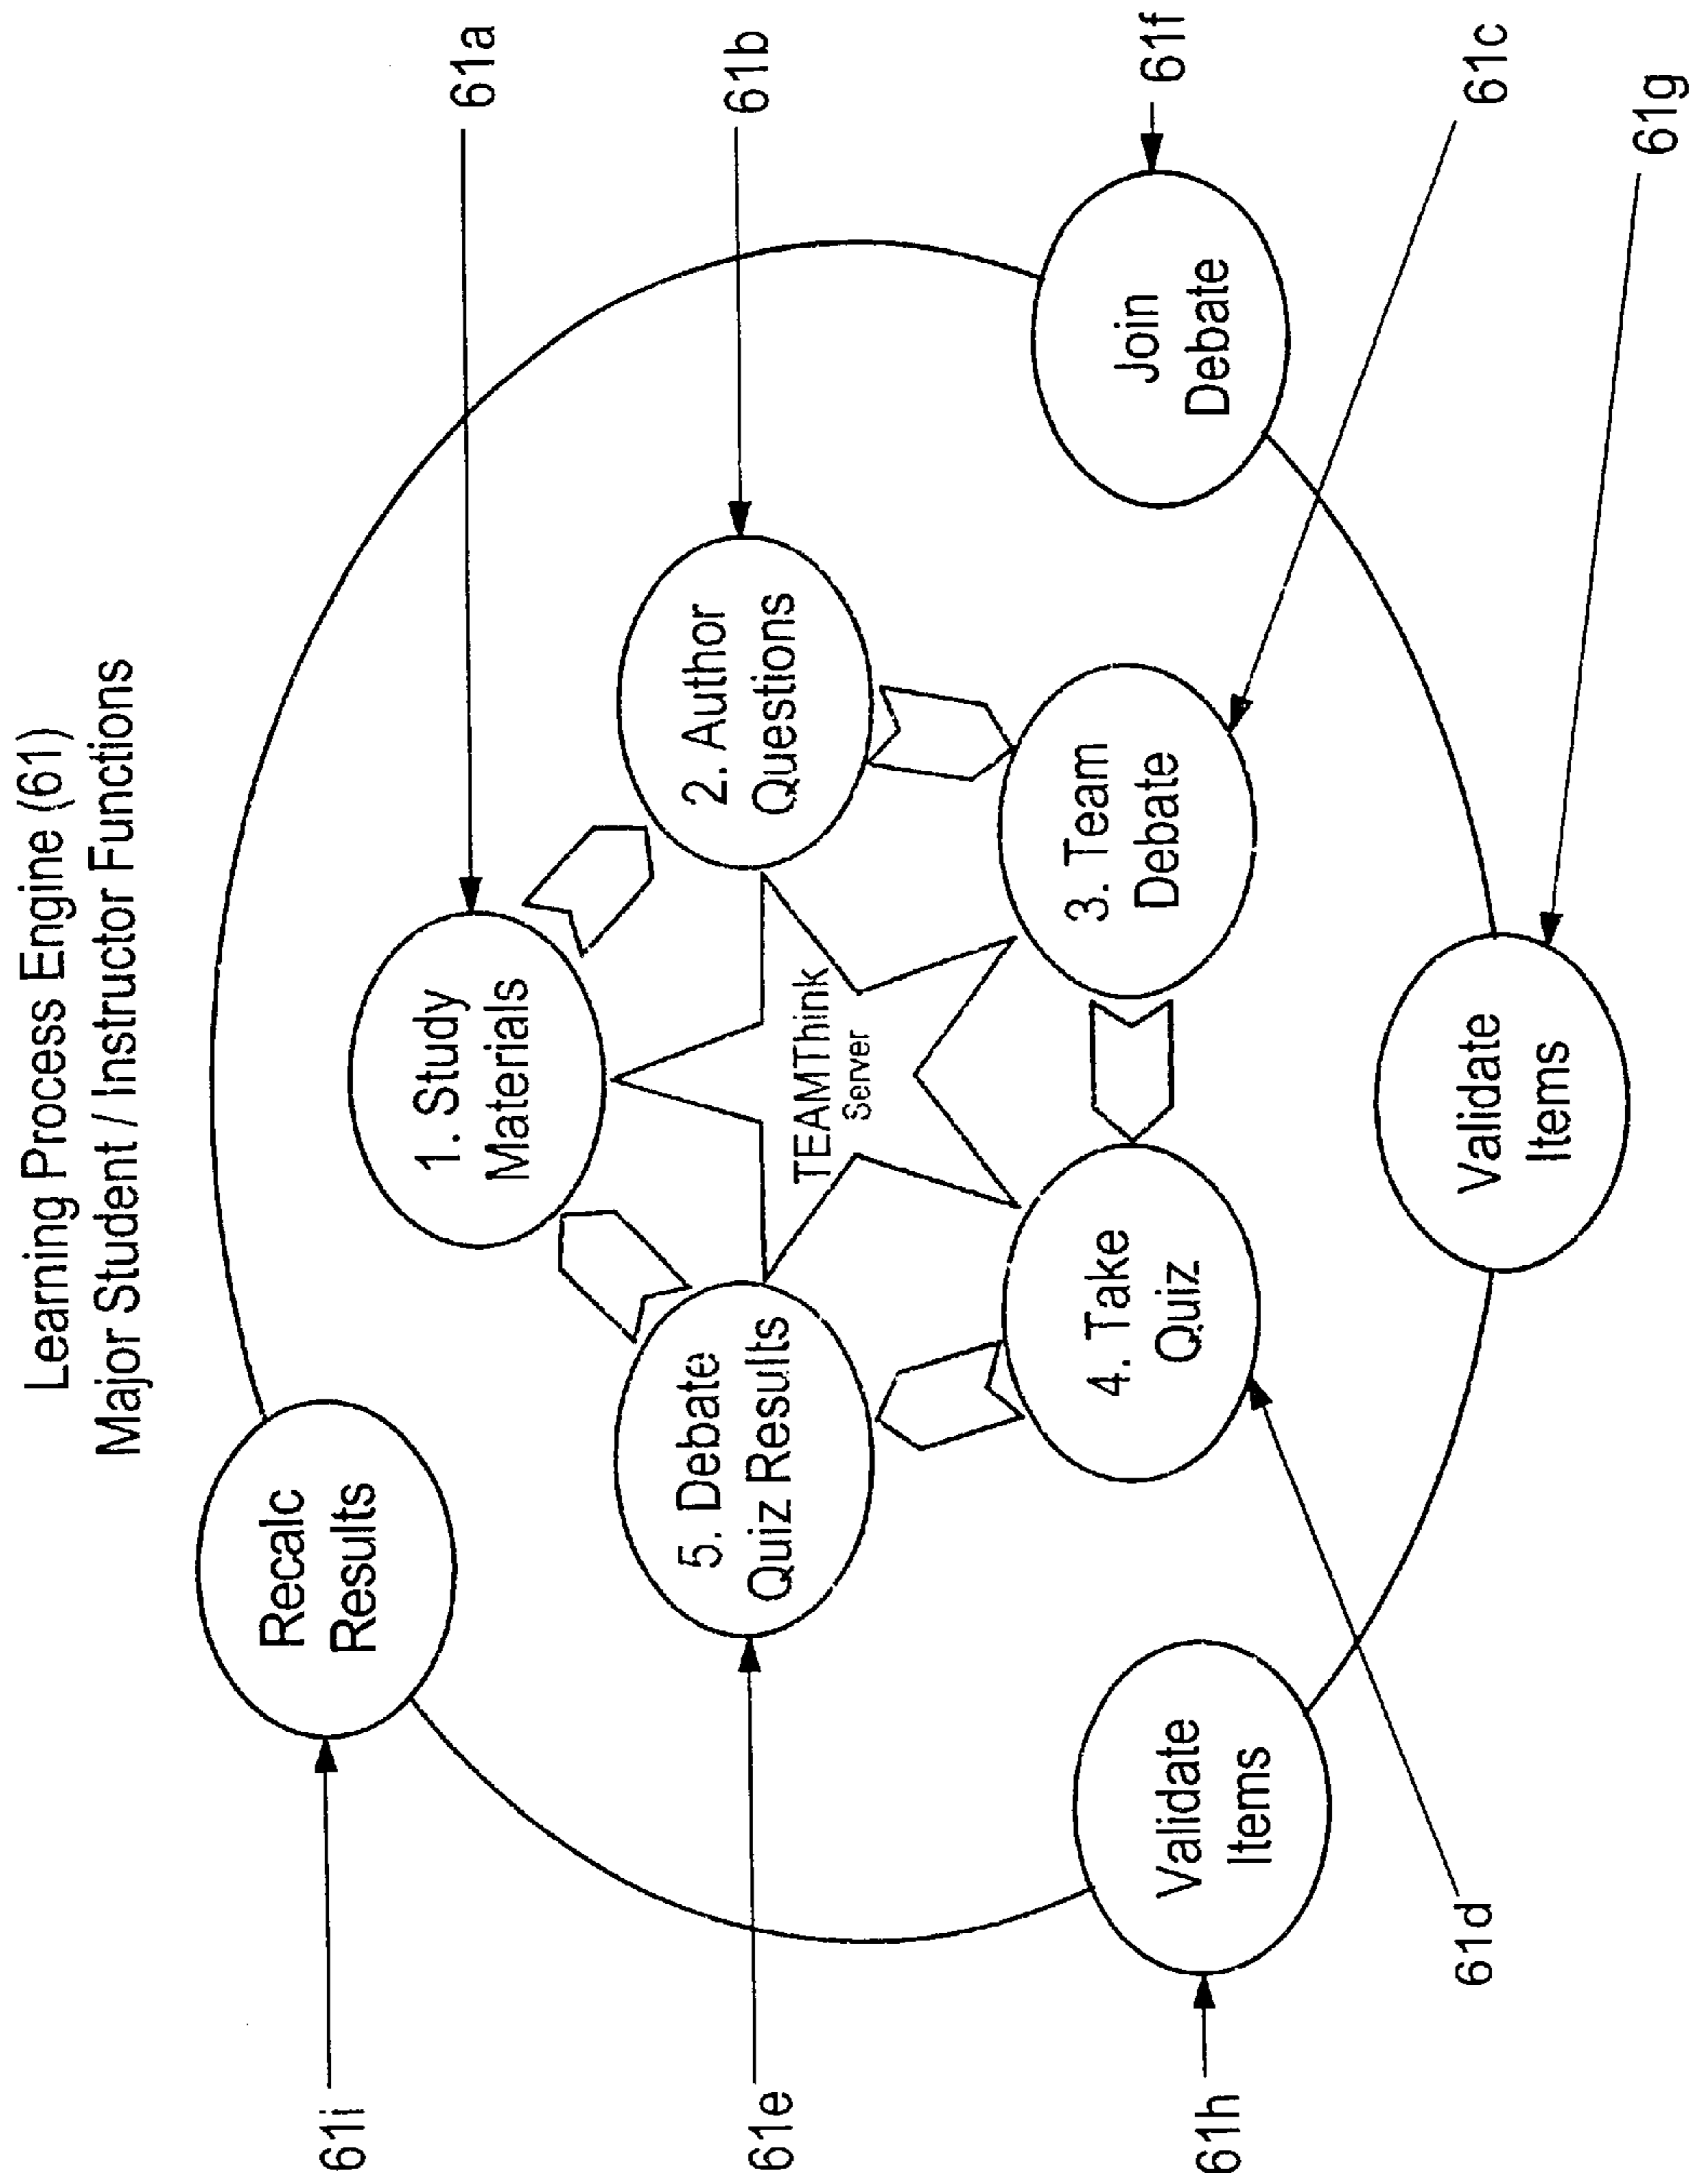 Learning Process Engine (61)
Major Student / Instructor Functions
61i
Recalc
Results
61a
1. Study
Materials
61e
5. Debate
Quiz Results
2. Author
Questions
61b
TEAMThink
Server
61h
Validate
Items
4. Take
Quiz
3. Team
Debate
Join
Debate
61f
61d
Validate
Items
61c
61g